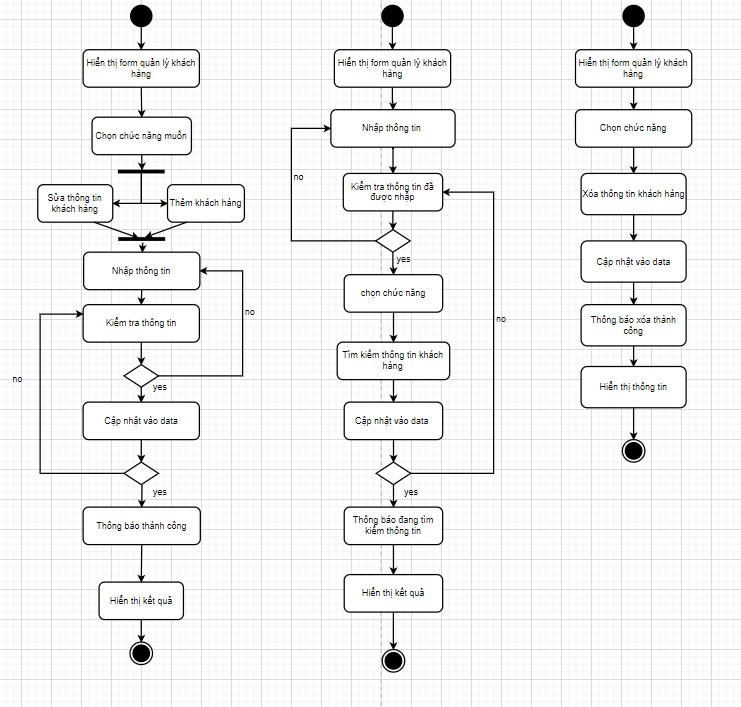 Hiển thị form quản lý khách
hàng
Chọn chức năng muốn
Sửa thông tin
khách hàng
Thêm khách hàng
Nhập thông tin
no
Kiểm tra thông tin
no
yes
Cập nhật vào data
yes
Thông báo thành công
Hiển thị kết quả
Hiển thị form quản lý khách
hàng
Nhập thông tin
no
Kiểm tra thông tin đã
được nhập
yes
chọn chức năng
no
Tìm kiếm thông tin khách
hàng
Cập nhật vào data
yes
Thông báo đang tìm
kiếm thông tin
Hiển thị kết quả
Hiển thị form quản lý khách
hàng
Chọn chức năng
Xóa thông tin khách hàng
Cập nhật vào data
Thông báo xóa thành
công
Hiển thị thông tin